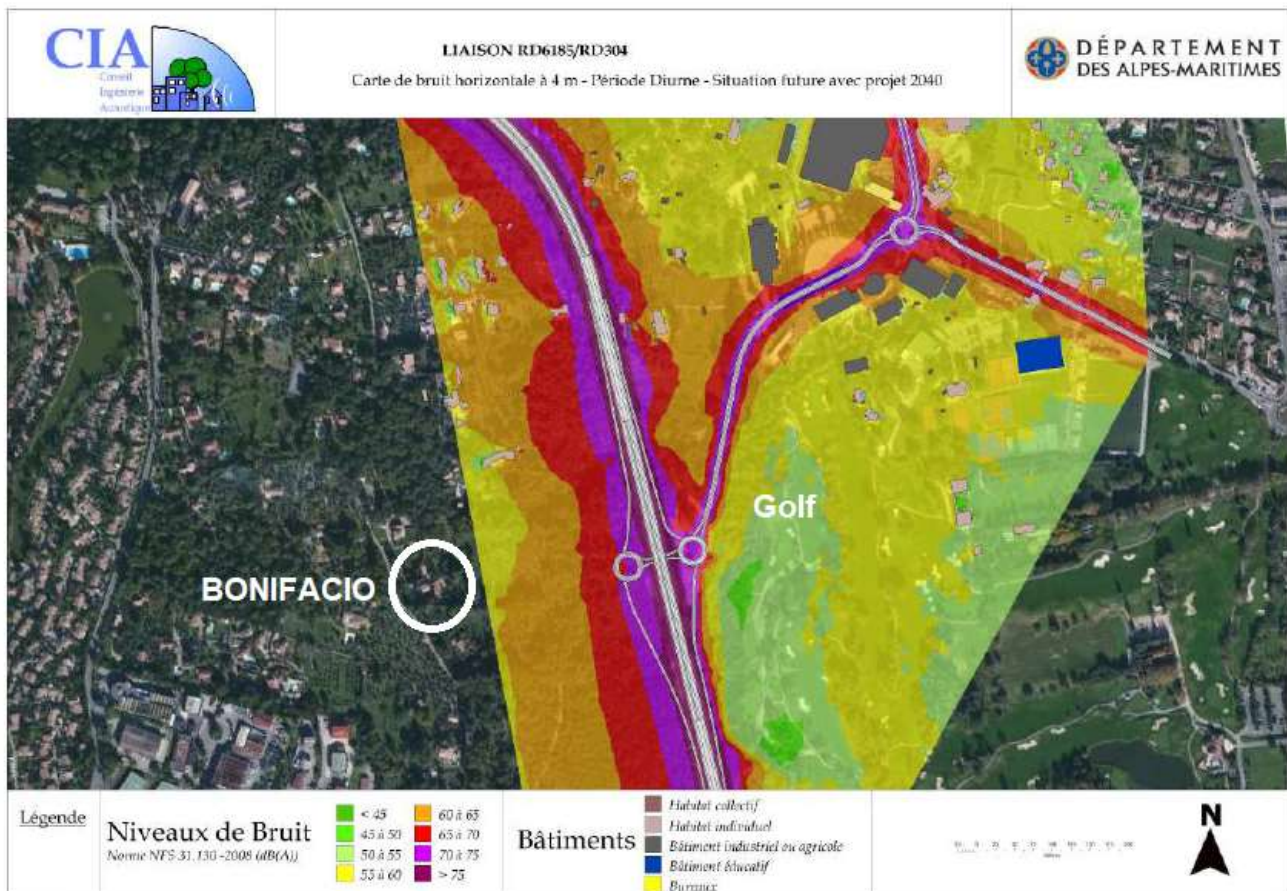 CIA
Conseil
Ingénierie
Acoustique
LIAISON RD6185/RD304
Carte de bruit horizontale à 4 m - Période Diurne - Situation future avec projet 2040
DÉPARTEMENT
DES ALPES-MARITIMES
Golf
BONIFACIO
Légende
Niveaux de Bruit
Norme NFS 31.130 -2008 (dB(A))
< 45
45 à 50
50 à 55
55 à 60
60 à 65
65 à 70
70 à 75
> 75
Bâtiments
Habitat collectif
Habitat individuel
Bâtiment industriel ou agricole
Bâtiment éducatif
Bureaux
N